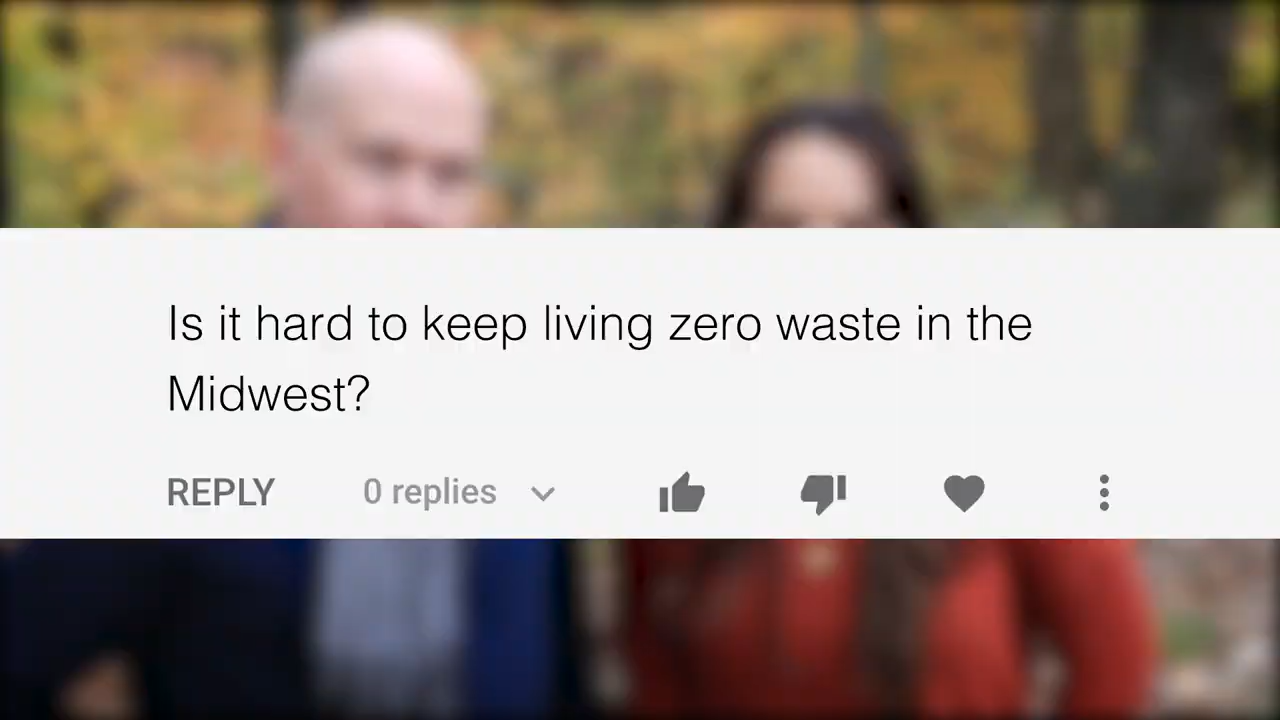 Is it hard to keep living zero waste in the
Midwest?
REPLY 0 replies